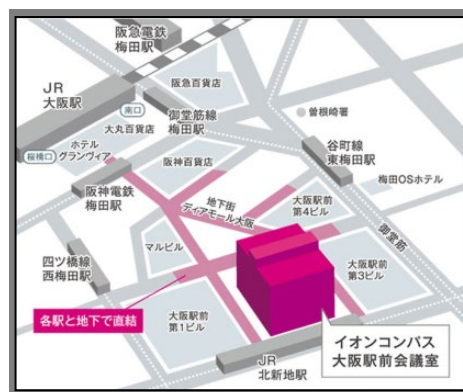 阪急電鉄
梅田駅
JR
大阪駅
阪急百貨店
南口
御堂筋線
梅田駅
曽根崎署
大丸百貨店
ホテル
グランヴィア
桜橋口
谷町線
東梅田駅
阪神百貨店
阪神電鉄
梅田駅
梅田OSホテル
地下街
ディアモール大阪
大阪駅前
第4ビル
御堂筋
マルビル
四ツ橋線
西梅田駅
大阪駅前
第3ビル
各駅と地下で直結
大阪駅前
第1ビル
イオンコンパス
大阪駅前会議室
JR
北新地駅